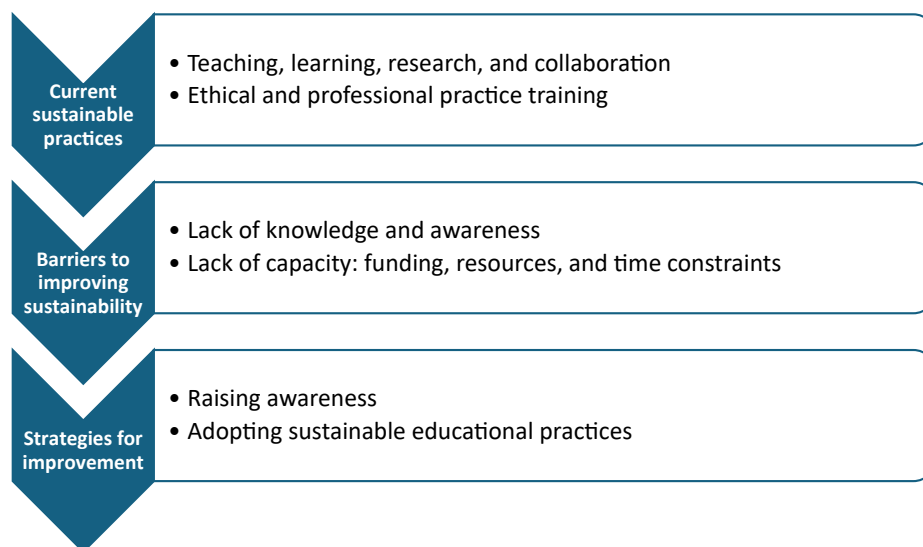 Current
sustainable
practices
• Teaching, learning, research, and collaboration
• Ethical and professional practice training
Barriers to
improving
sustainability
• Lack of knowledge and awareness
• Lack of capacity: funding, resources, and time constraints
Strategies for
improvement
• Raising awareness
• Adopting sustainable educational practices